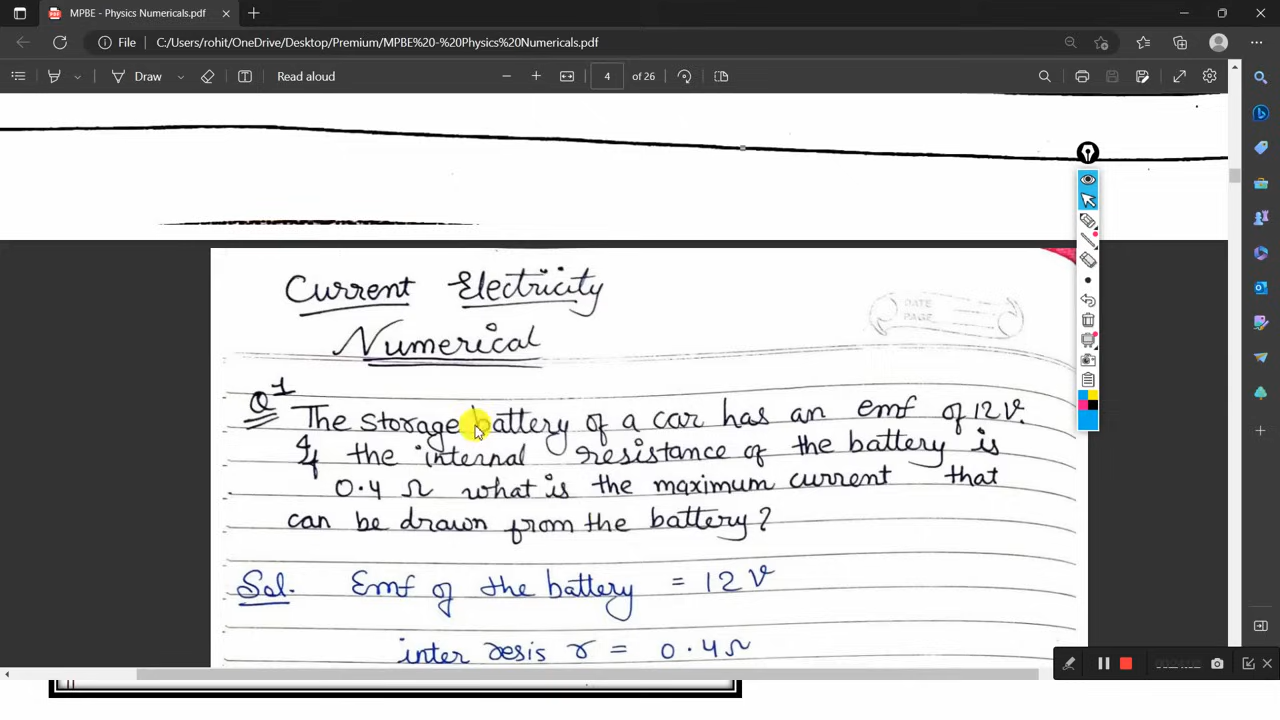 MPBE - Physics Numericals.pdf
File C:/Users/rohit/OneDrive/Desktop/Premium/MPBE%20-%20Physics%20Numericals.pdf
Draw Read aloud 4 of 26
Current Electricity
Numerical
DATE
PAGE
Q1 The storage battery of a car has an emf of 12V.
If the internal resistance of the battery is
0.4 Ω what is the maximum current that
can be drawn from the battery?
Sol. Emf of the battery = 12 V
inter resis r = 0.4Ω